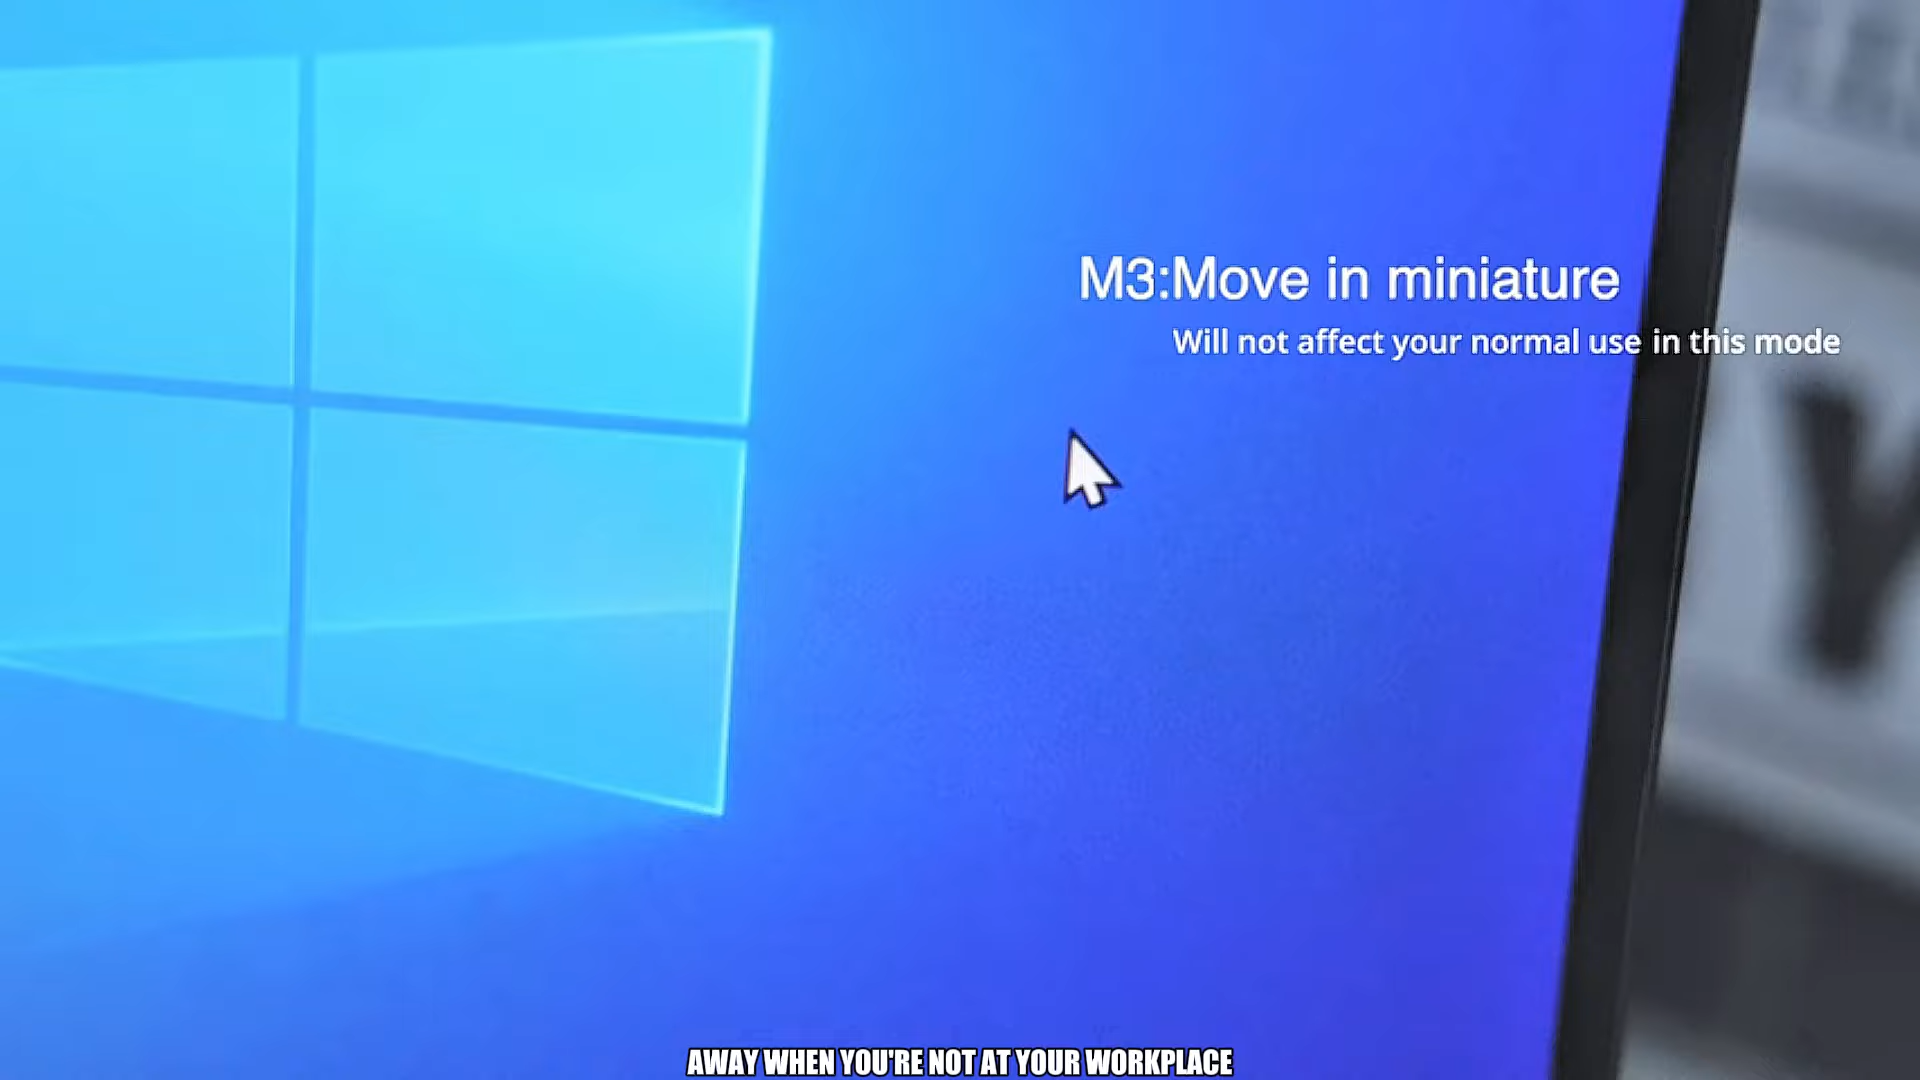 M3:Move in miniature
Will not affect your normal use in this mode
Y
AWAY WHEN YOU'RE NOT AT YOUR WORKPLACE